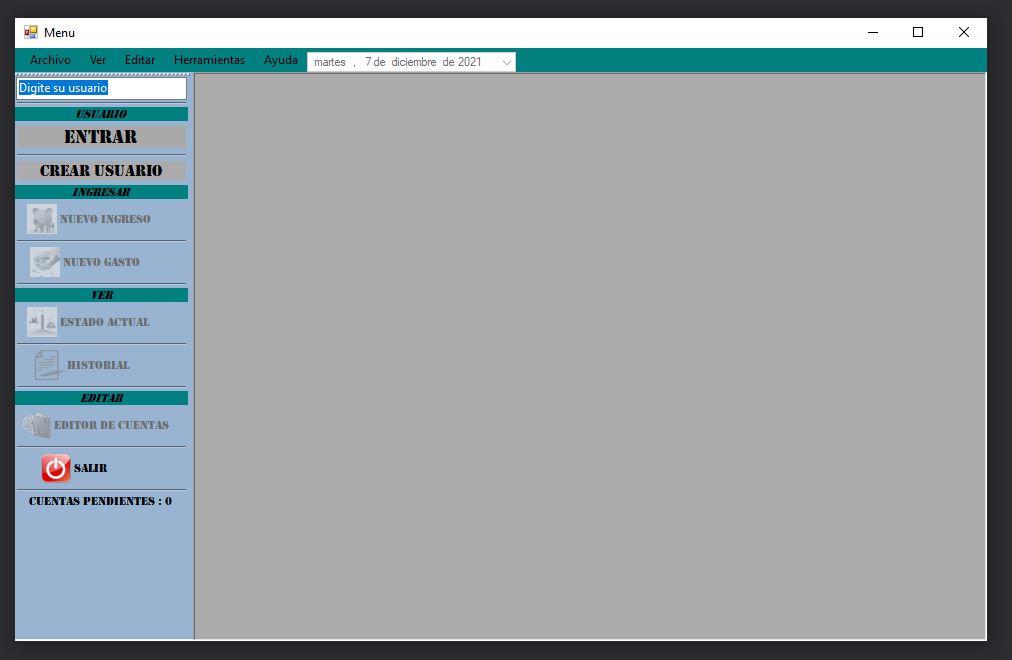 Menu
Archivo Ver Editar Herramientas Ayuda martes , 7 de diciembre de 2021
Digite su usuario
USUARIO
ENTRAR
CREAR USUARIO
INGRESAR
NUEVO INGRESO
NUEVO GASTO
VER
ESTADO ACTUAL
HISTORIAL
EDITAR
EDITOR DE CUENTAS
SALIR
CUENTAS PENDIENTES : 0